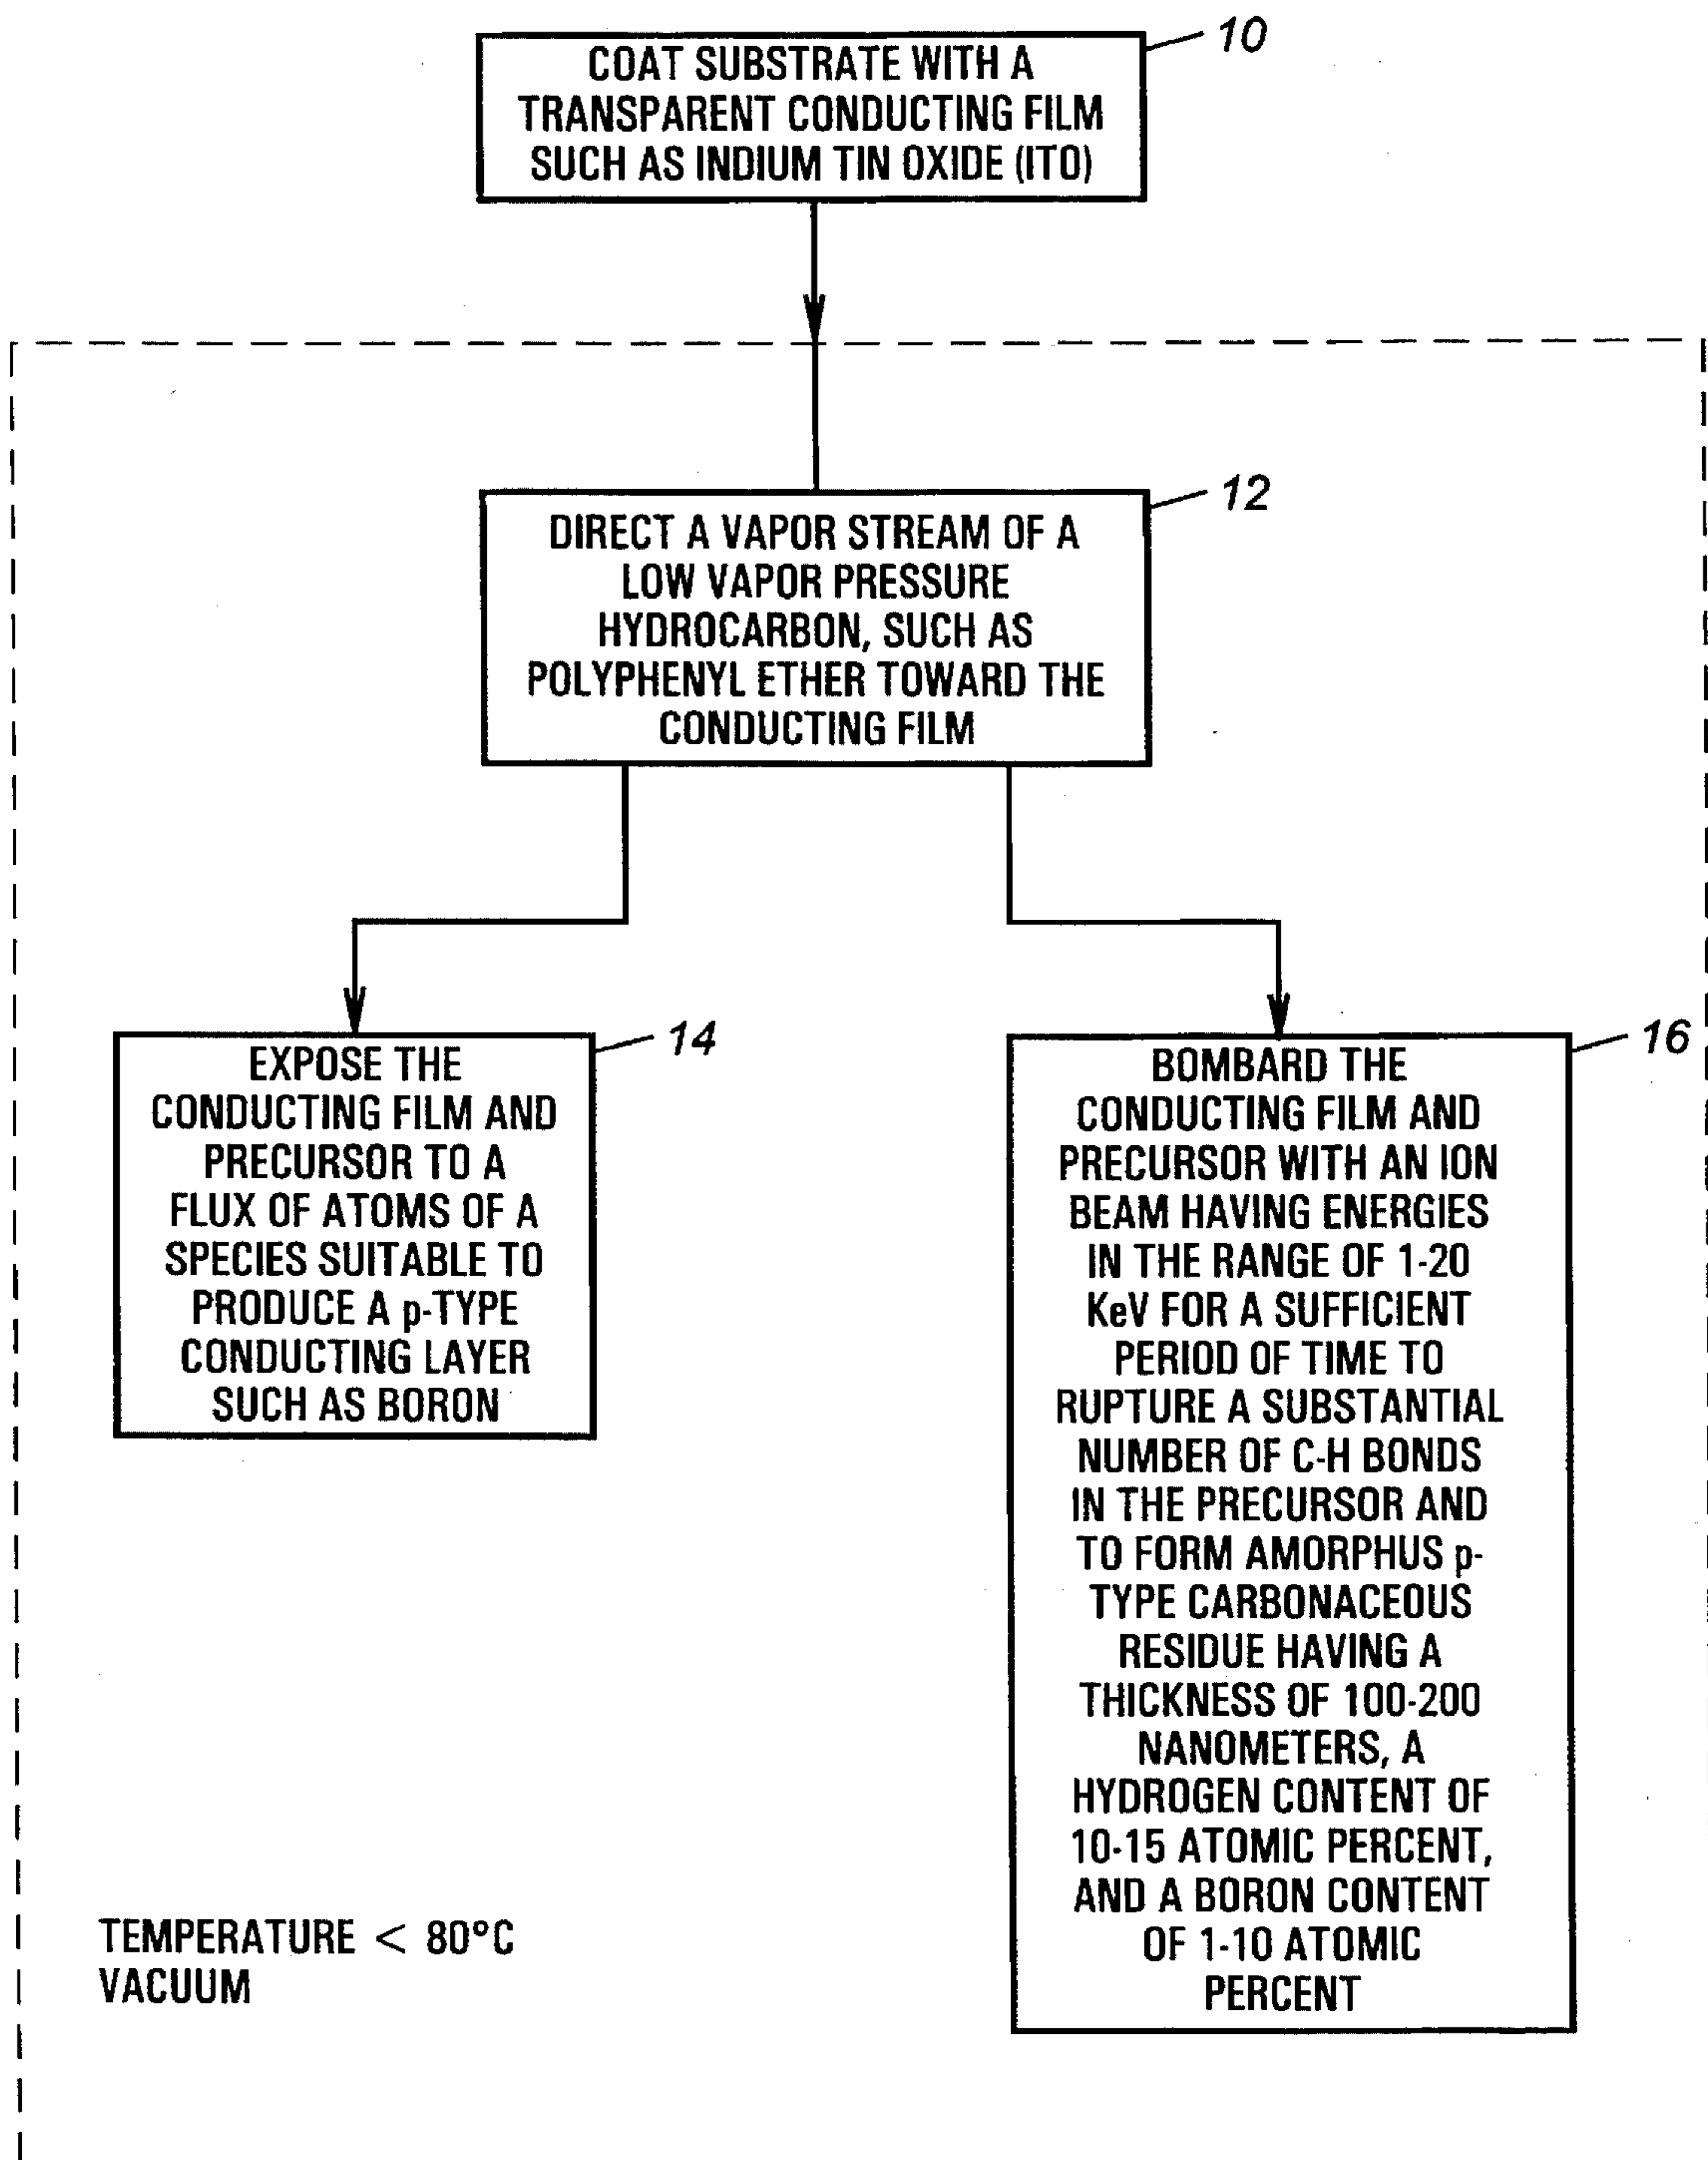 10
COAT SUBSTRATE WITH A
TRANSPARENT CONDUCTING FILM
SUCH AS INDIUM TIN OXIDE (ITO)
12
DIRECT A VAPOR STREAM OF A
LOW VAPOR PRESSURE
HYDROCARBON, SUCH AS
POLYPHENYL ETHER TOWARD THE
CONDUCTING FILM
14
EXPOSE THE
CONDUCTING FILM AND
PRECURSOR TO A
FLUX OF ATOMS OF A
SPECIES SUITABLE TO
PRODUCE A p-TYPE
CONDUCTING LAYER
SUCH AS BORON
16
BOMBARD THE
CONDUCTING FILM AND
PRECURSOR WITH AN ION
BEAM HAVING ENERGIES
IN THE RANGE OF 1-20
KeV FOR A SUFFICIENT
PERIOD OF TIME TO
RUPTURE A SUBSTANTIAL
NUMBER OF C-H BONDS
IN THE PRECURSOR AND
TO FORM AMORPHUS p-
TYPE CARBONACEOUS
RESIDUE HAVING A
THICKNESS OF 100-200
NANOMETERS, A
HYDROGEN CONTENT OF
10-15 ATOMIC PERCENT,
AND A BORON CONTENT
OF 1-10 ATOMIC
PERCENT
TEMPERATURE < 80°C
VACUUM